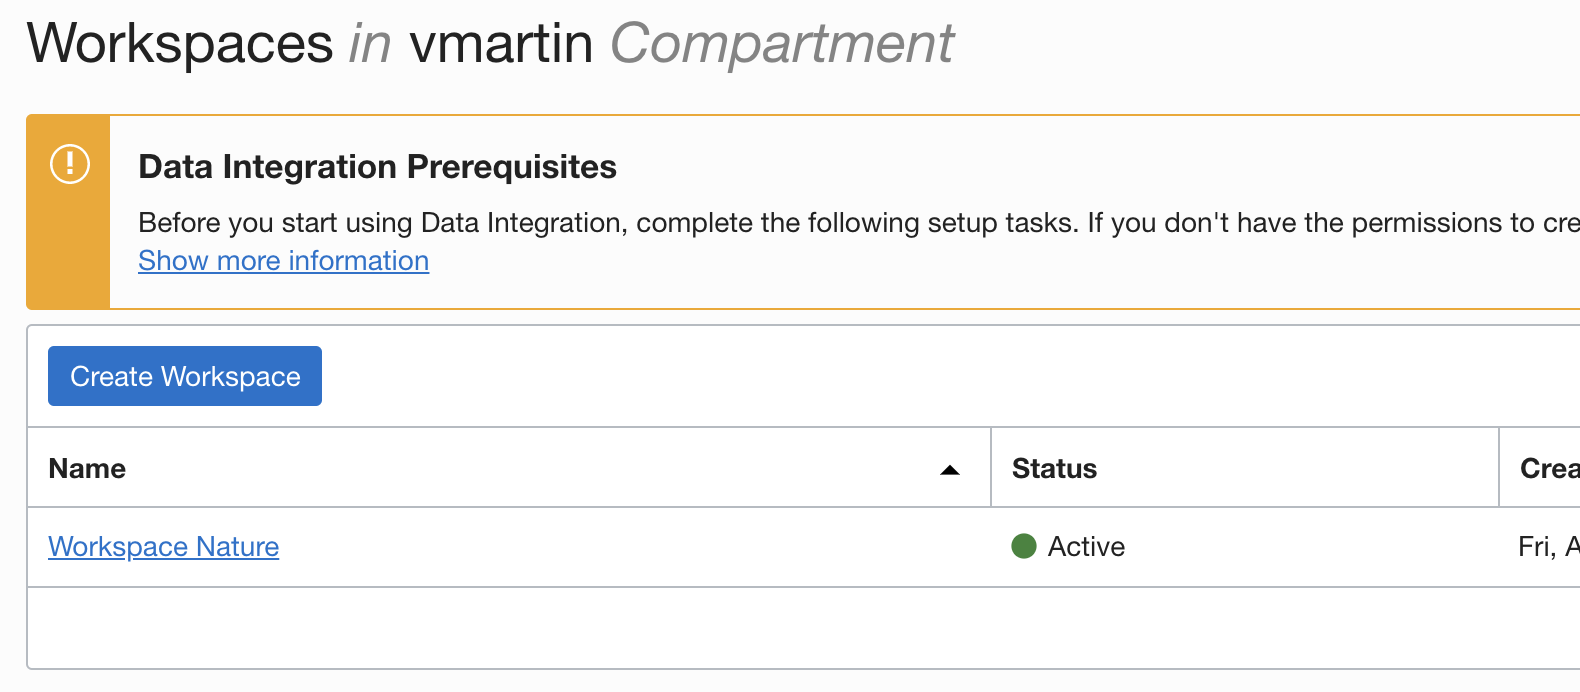 Workspaces in vmartin Compartment
Data Integration Prerequisites
Before you start using Data Integration, complete the following setup tasks. If you don't have the permissions to cre
Show more information
Create Workspace
Name Status Crea
Workspace Nature Active Fri, A